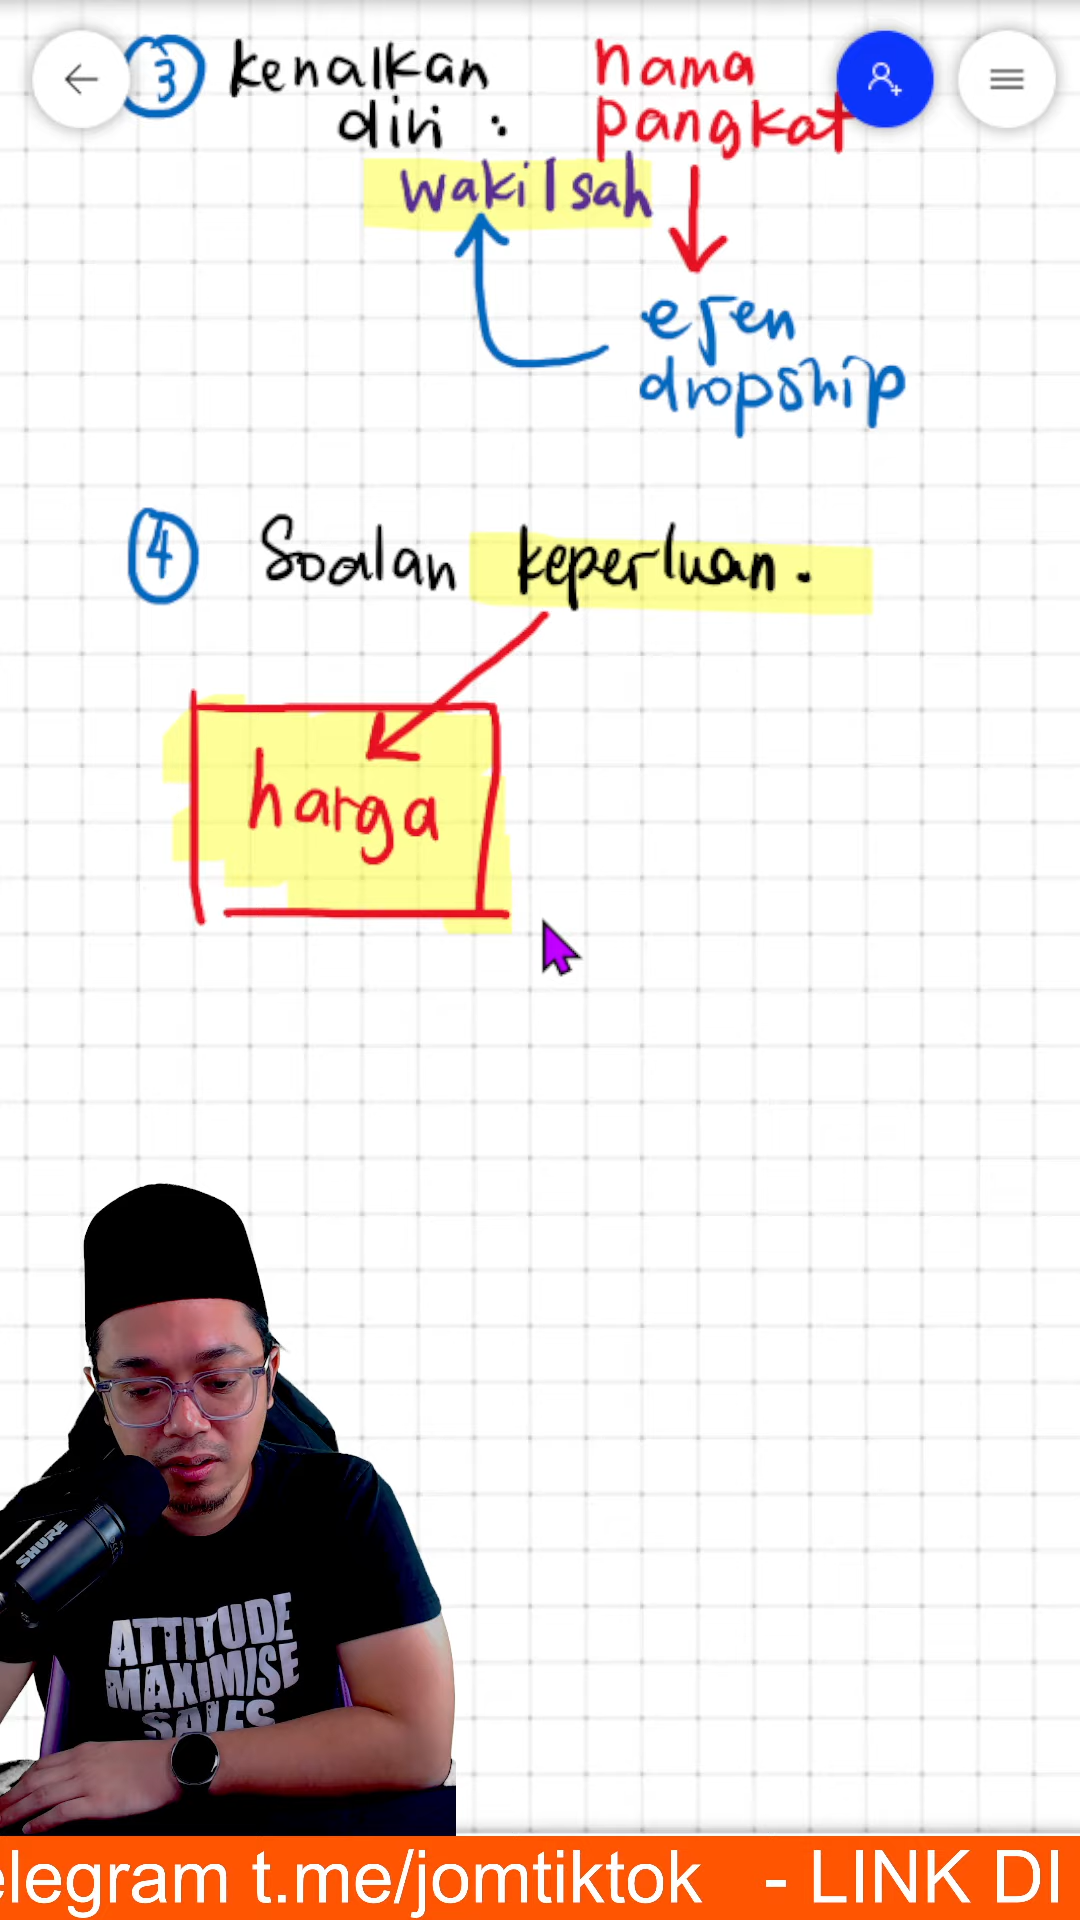 3 kenalkan diri : nama pangkat
wakil sah
ejen
dropship
4 Soalan keperluan.
harga
SHURE
ATTITUDE
MAXIMISE
SALES
elegram t.me/jomtiktok - LINK DI